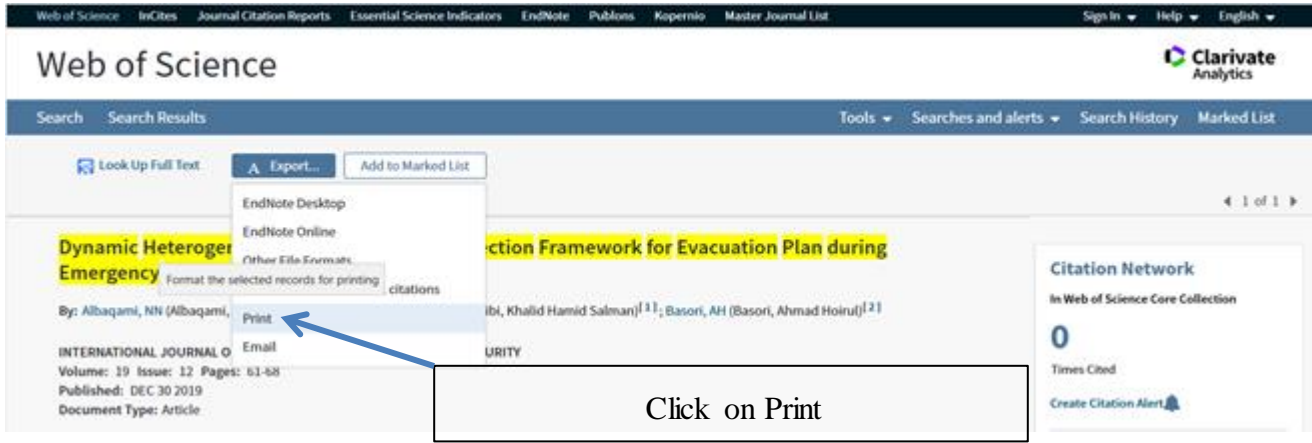 Web of Science InCites Journal Citation Reports Essential Science Indicators EndNote Publons Kopernio Master Journal List Sign In Help English
Web of Science
Clarivate
Analytics
Search Search Results Tools Searches and alerts Search History Marked List
Look Up Full Text Export... Add to Marked List
EndNote Desktop
1 of 1
EndNote Online
Dynamic Heteroger ction Framework for Evacuation Plan during
Other File Formats
Emergency
Format the selected records for printing
citations
Citation Network
In Web of Science Core Collection
By: Albaqami, NN (Albaqami, ibi, Khalid Hamid Salman)[1]; Basori, AH (Basori, Ahmad Hoirul)[2]
Print
0
Email
INTERNATIONAL JOURNAL O URITY
Volume: 19 Issue: 12 Pages: 61-68
Times Cited
Published: DEC 30 2019
Document Type: Article
Create Citation Alert
Click on Print